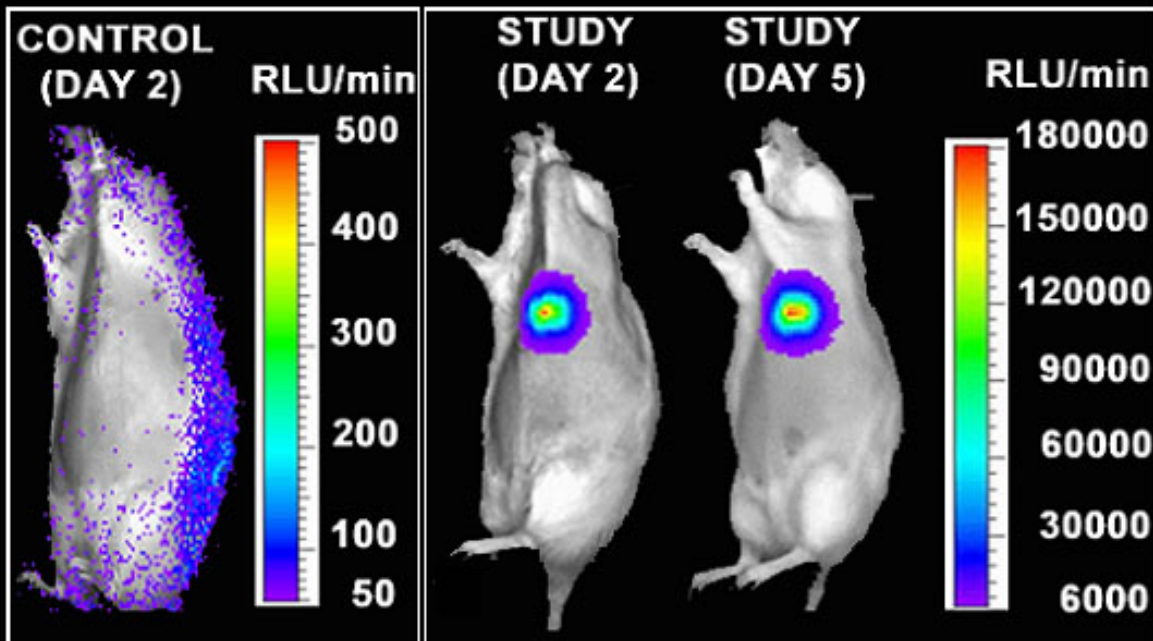 CONTROL
(DAY 2)
RLU/min
500
400
300
200
100
50
STUDY
(DAY 2)
STUDY
(DAY 5)
RLU/min
180000
150000
120000
90000
60000
30000
6000